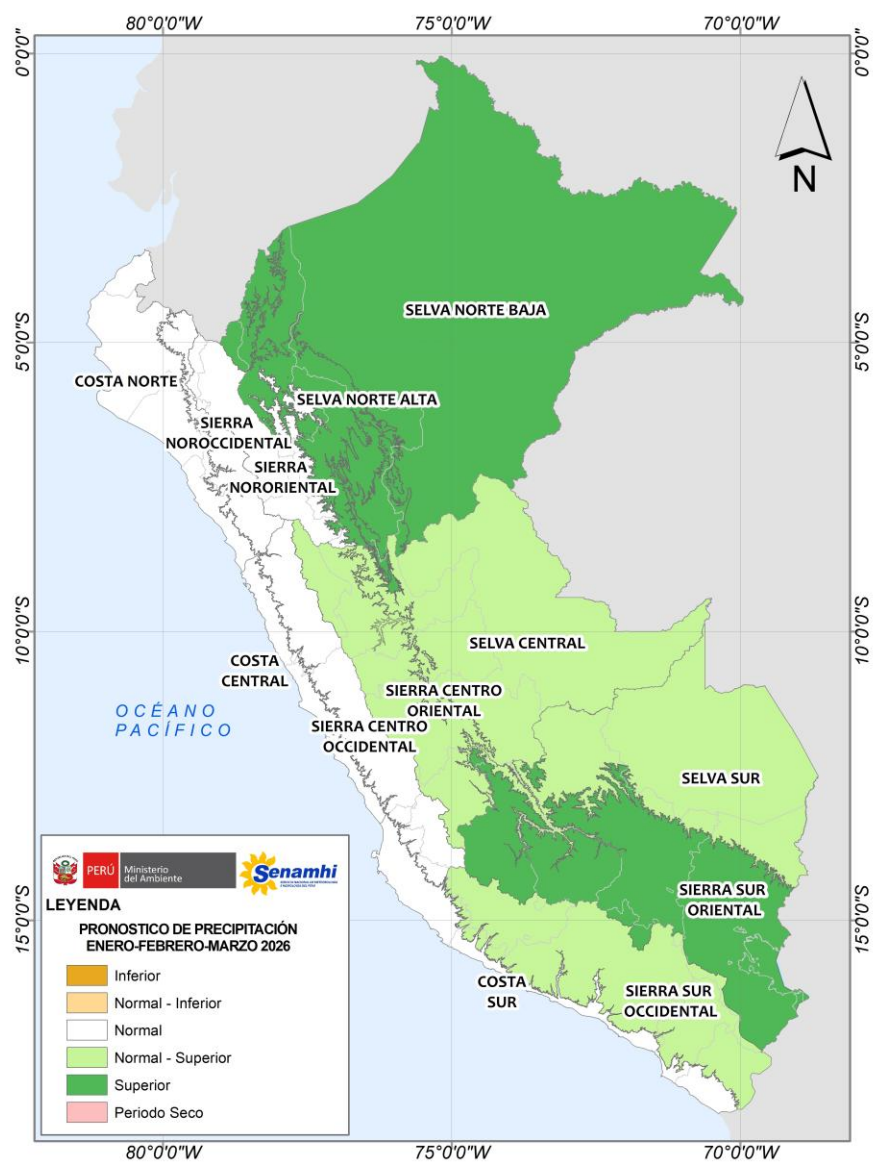 80°0'0"W 75°0'0"W 70°0'0"W
0°0'0" 0°0'0"
N
SELVA NORTE BAJA
5°0'0"S 5°0'0"S
COSTA NORTE
SELVA NORTE ALTA
SIERRA
NOROCCIDENTAL
SIERRA
NORORIENTAL
10°0'0"S 10°0'0"S
SELVA CENTRAL
COSTA
CENTRAL
SIERRA CENTRO
ORIENTAL
OCÉANO
PACÍFICO
SIERRA CENTRO
OCCIDENTAL
SELVA SUR
SIERRA SUR
ORIENTAL
15°0'0"S 15°0'0"S
COSTA
SUR
SIERRA SUR
OCCIDENTAL
PERÚ
Ministerio
del Ambiente
Senamhi
LEYENDA
PRONOSTICO DE PRECIPITACIÓN
ENERO-FEBRERO-MARZO 2026
Inferior
Normal - Inferior
Normal
Normal - Superior
Superior
Periodo Seco
80°0'0"W 75°0'0"W 70°0'0"W